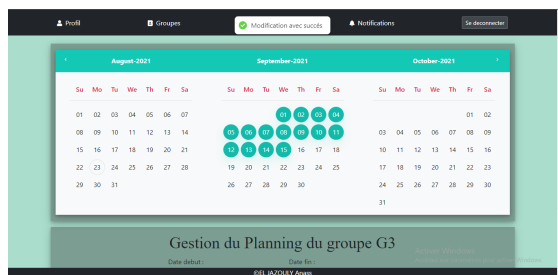 Profil Groupes Modification avec succés Notifications Se deconnecter
August-2021 September-2021 October-2021
Su Mo Tu We Th Fr Sa Su Mo Tu We Th Fr Sa Su Mo Tu We Th Fr Sa
01 02 03 04 05 06 07 01 02 03 04 01 02
08 09 10 11 12 13 14 05 06 07 08 09 10 11 03 04 05 06 07 08 09
15 16 17 18 19 20 21 12 13 14 15 16 17 18 10 11 12 13 14 15 16
22 23 24 25 26 27 28 19 20 21 22 23 24 25 17 18 19 20 21 22 23
29 30 31 26 27 28 29 30 24 25 26 27 28 29 30
31
Gestion du Planning du groupe G3
Date debut : Date fin :
Activer Windows
©EL JAZOULY Anass